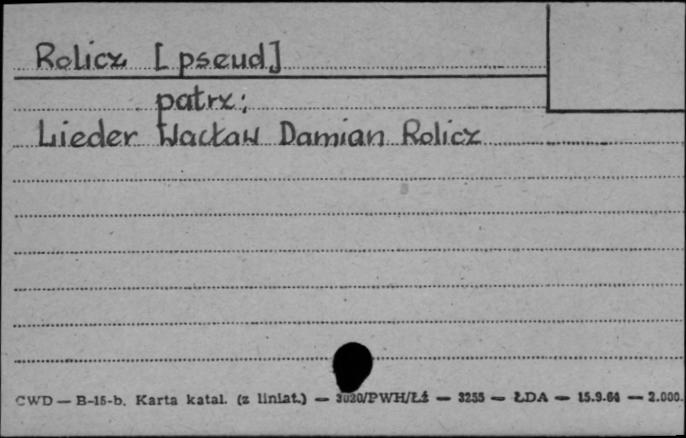 Rolicz [pseud]
patrz;
Lieder Wacław Damian Rolicz
CWD — B-15-b. Karta katal. (z liniat.) — 3020/PWH/Łź — 3255 — ŁDA — 15.9.64 — 2.000.